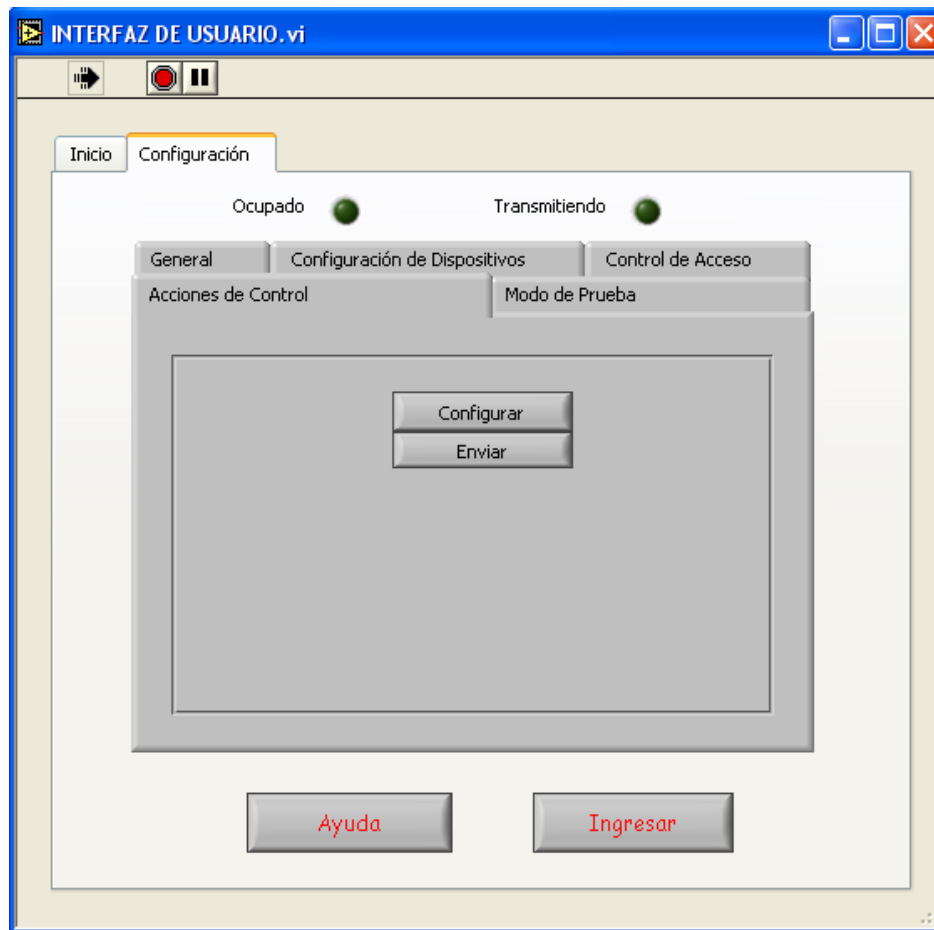 INTERFAZ DE USUARIO.vi
Inicio Configuración
Ocupado Transmitiendo
General Configuración de Dispositivos Control de Acceso
Acciones de Control Modo de Prueba
Configurar
Enviar
Ayuda Ingresar